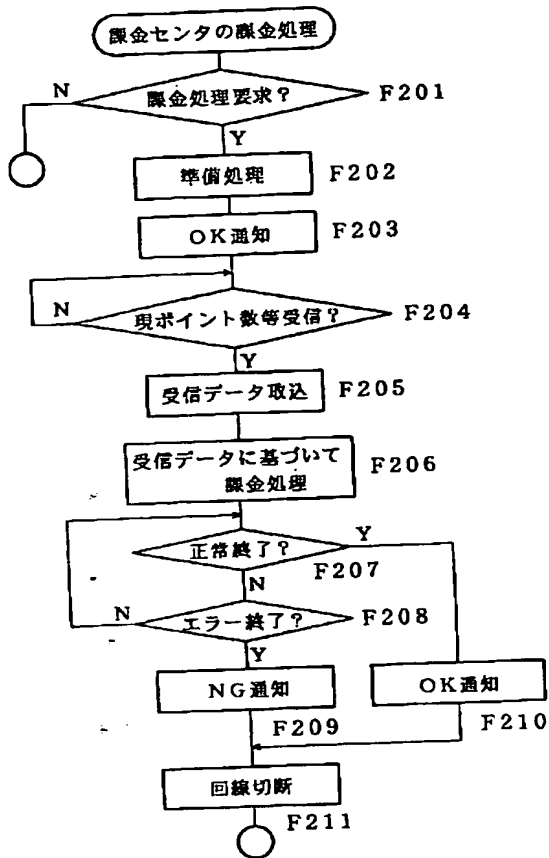 課金センタの課金処理
N
課金処理要求?
F201
Y
準備処理
F202
OK通知
F203
N
現ポイント数等受信?
F204
Y
受信データ取込
F205
受信データに基づいて
課金処理
F206
正常終了?
Y
F207
N
N
エラー終了?
F208
Y
NG通知
OK通知
F209
F210
回線切断
F211